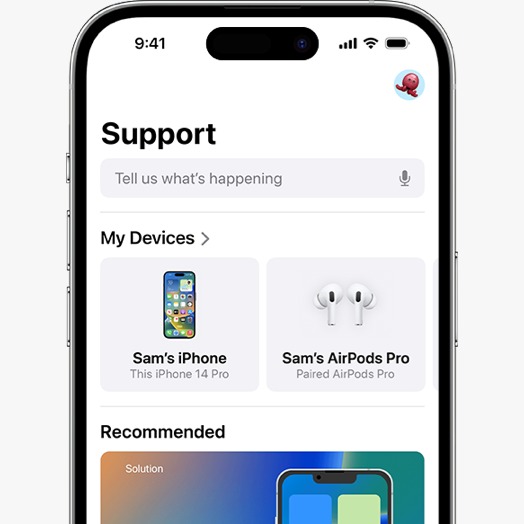 9:41
Support
Tell us what's happening
My Devices
Sam's iPhone
This iPhone 14 Pro
Sam's AirPods Pro
Paired AirPods Pro
Recommended
Solution